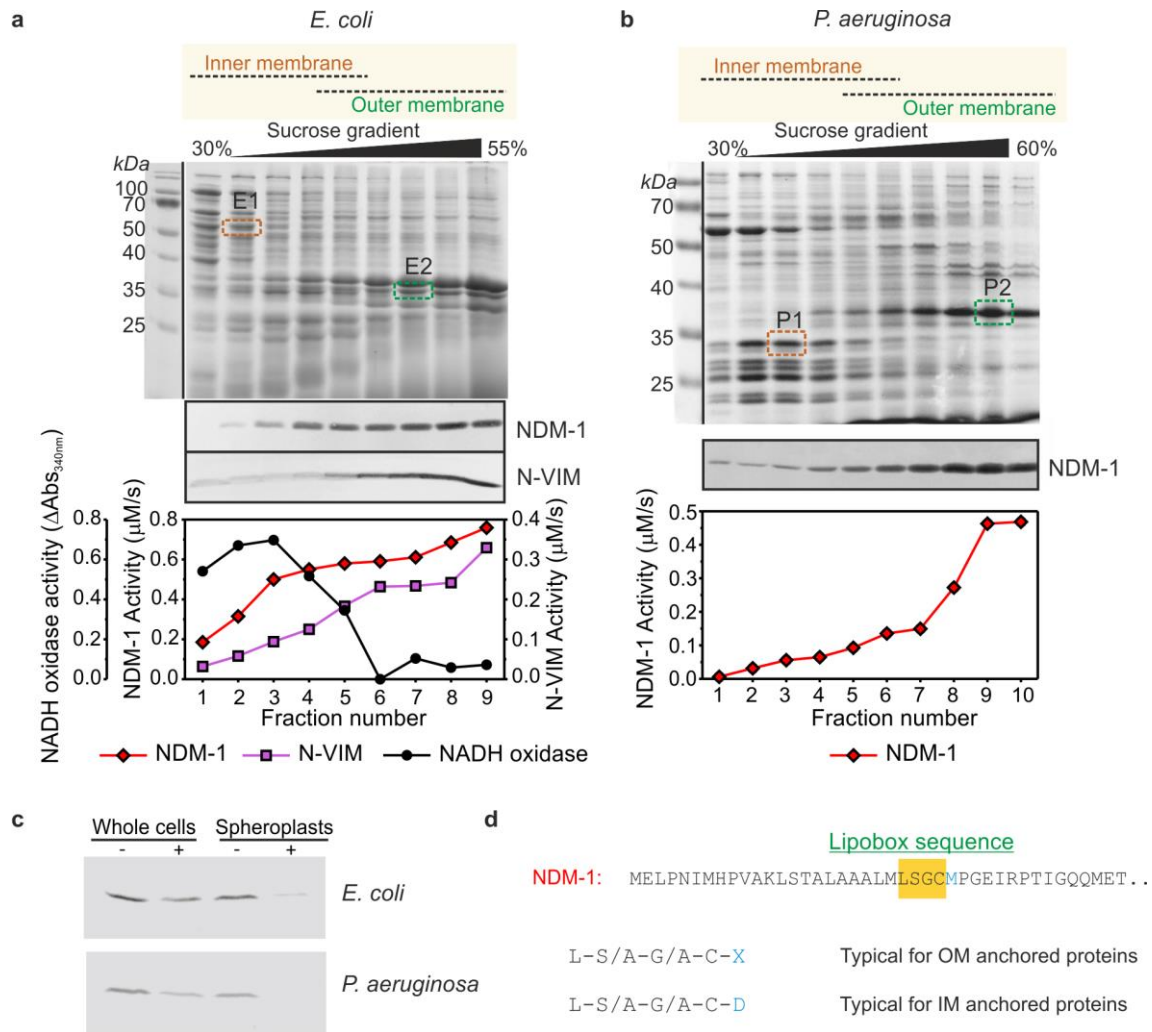 a
E. coli
Inner membrane
Outer membrane
Sucrose gradient
30%
55%
kDa
100
70
50
40
35
25
E1
E2
NDM-1
N-VIM
NADH oxidase activity (ΔAbs340nm)
0.8
0.6
0.4
0.2
0.0
NDM-1 Activity (μM/s)
0.8
0.6
0.4
0.2
0.0
N-VIM Activity (μM/s)
0.4
0.3
0.2
0.1
0.0
1 2 3 4 5 6 7 8 9
Fraction number
NDM-1 N-VIM NADH oxidase
b
P. aeruginosa
Inner membrane
Outer membrane
Sucrose gradient
30%
60%
kDa
70
50
40
35
25
P1
P2
NDM-1
NDM-1 Activity (μM/s)
0.5
0.4
0.3
0.2
0.1
0.0
1 2 3 4 5 6 7 8 9 10
Fraction number
NDM-1
c
Whole cells Spheroplasts
- + - +
E. coli
P. aeruginosa
d
Lipobox sequence
NDM-1: MELPNIMHPVAKLSTALAAALMLSGCMPGEIRPTIGQQMET..
L-S/A-G/A-C-X Typical for OM anchored proteins
L-S/A-G/A-C-D Typical for IM anchored proteins